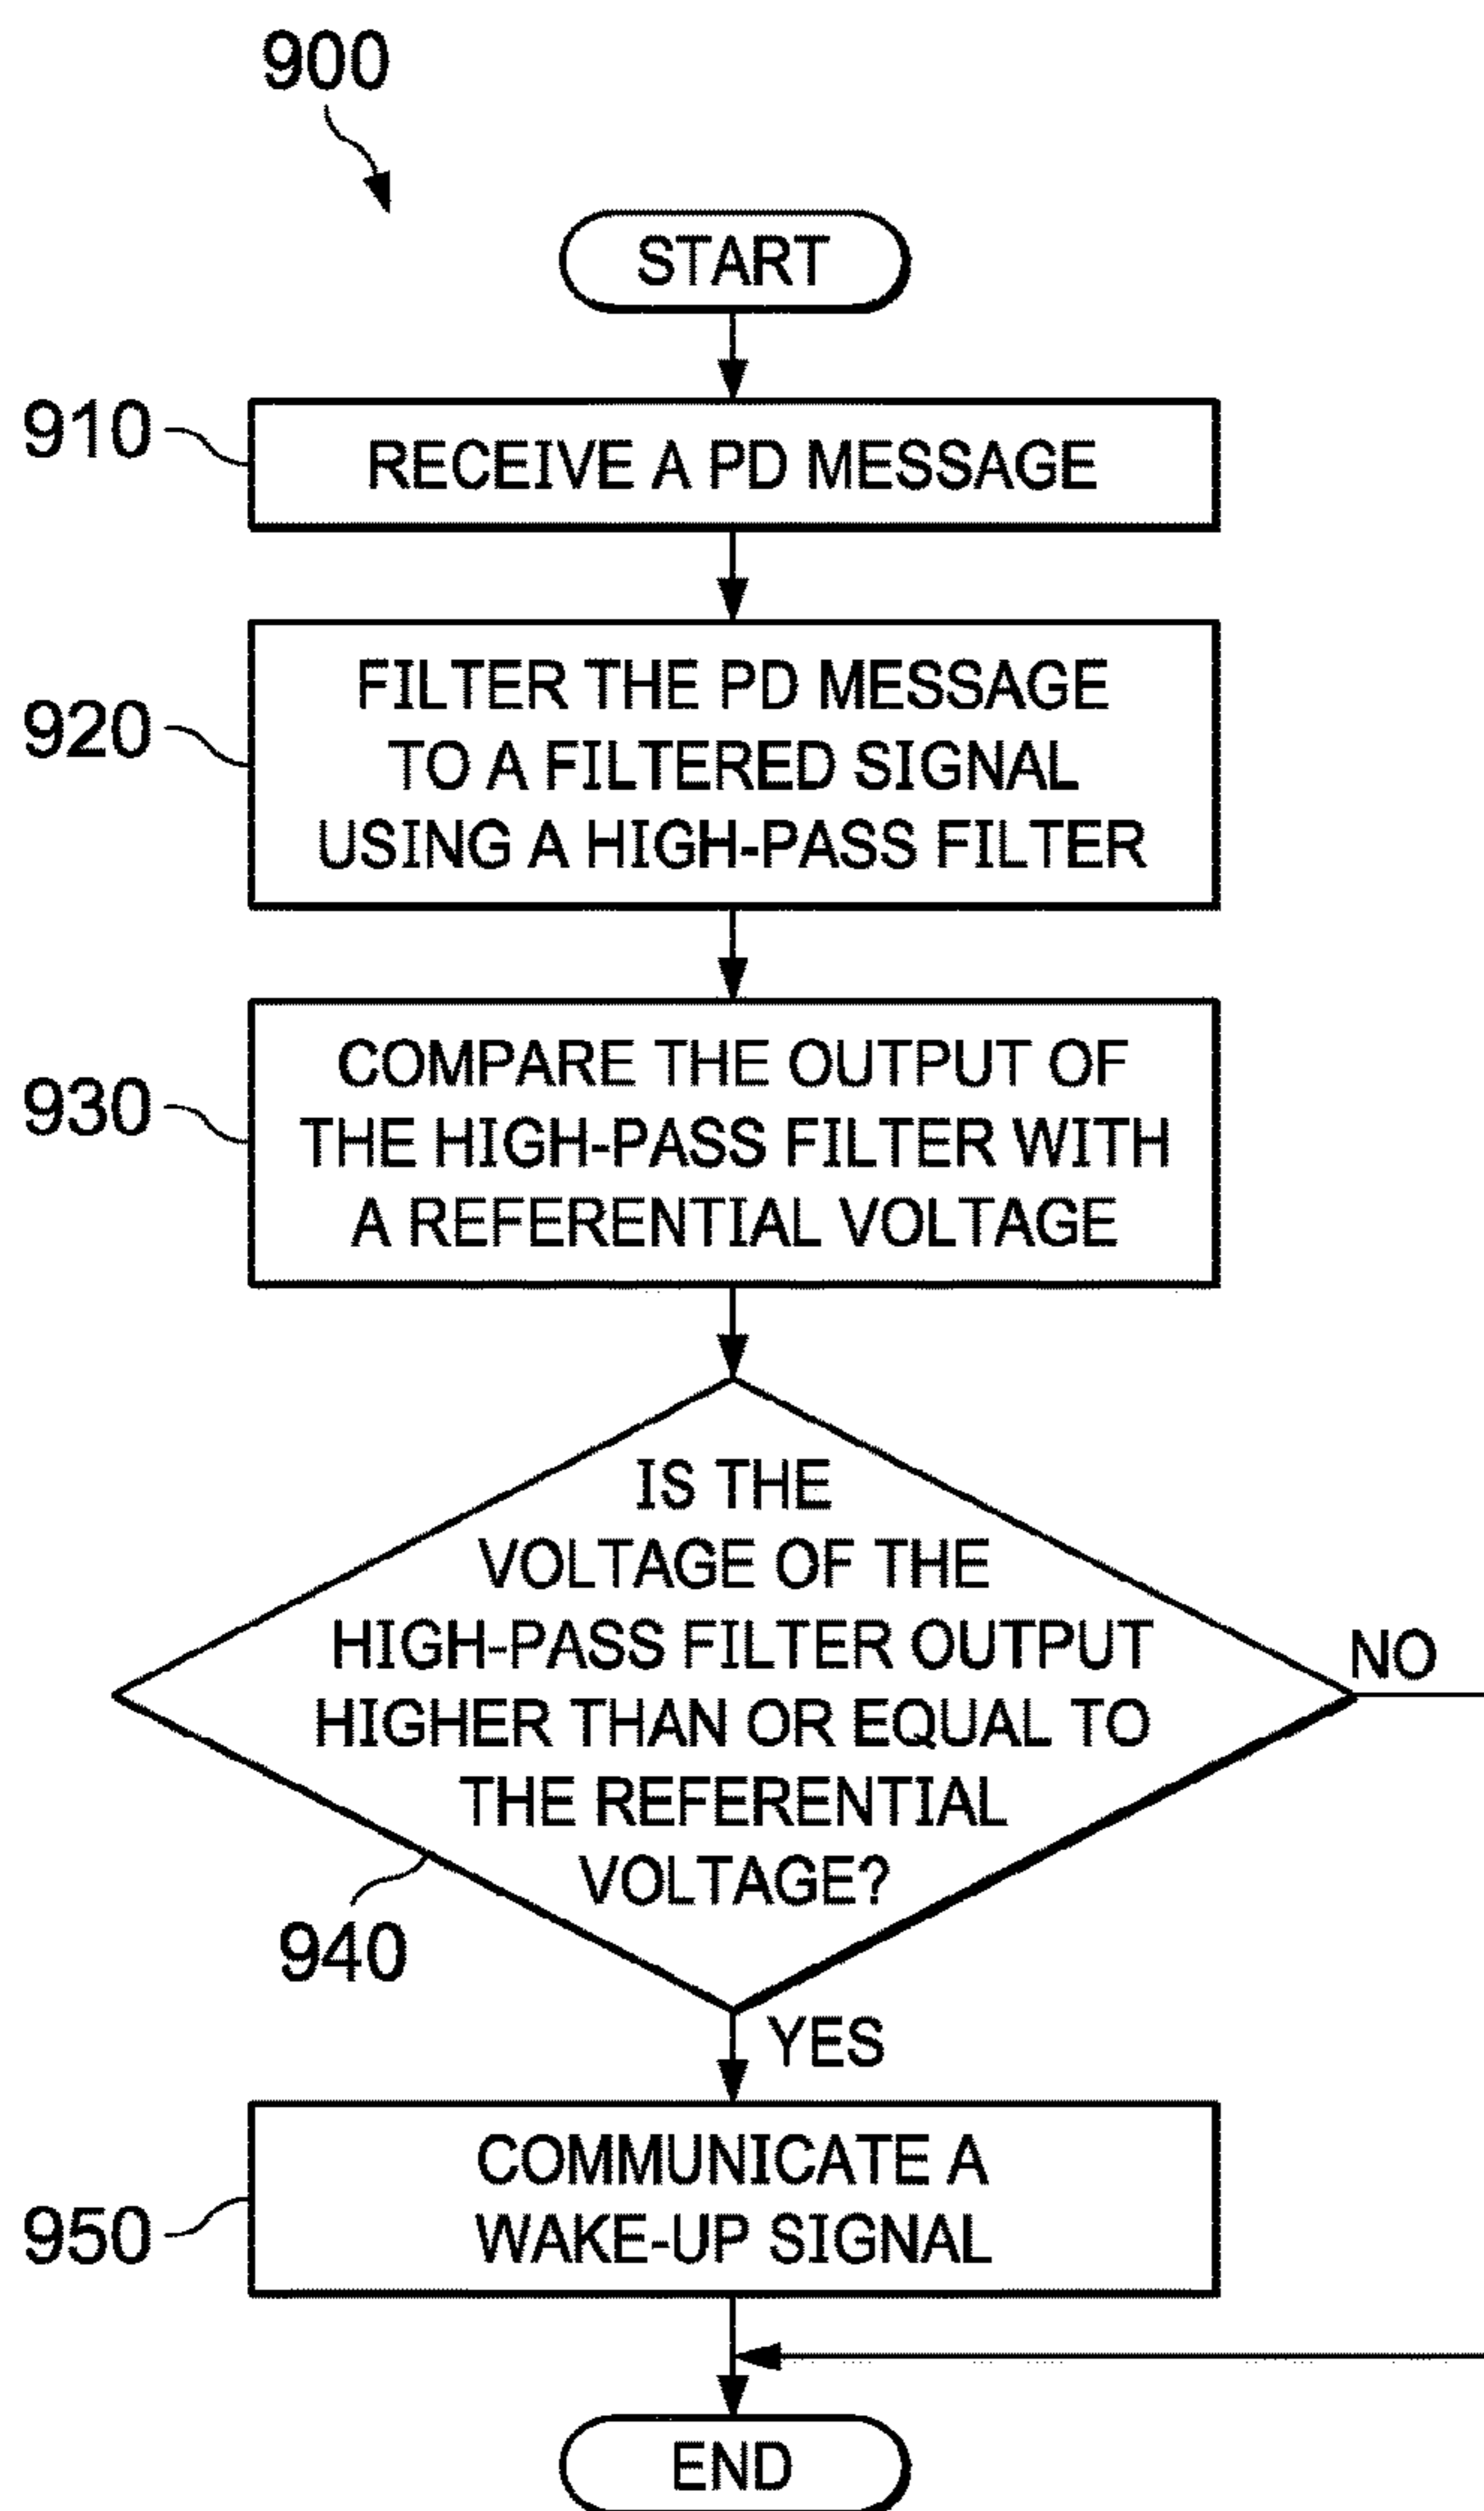 900
START
910
RECEIVE A PD MESSAGE
920
FILTER THE PD MESSAGE
TO A FILTERED SIGNAL
USING A HIGH-PASS FILTER
930
COMPARE THE OUTPUT OF
THE HIGH-PASS FILTER WITH
A REFERENTIAL VOLTAGE
IS THE
VOLTAGE OF THE
HIGH-PASS FILTER OUTPUT
HIGHER THAN OR EQUAL TO
THE REFERENTIAL
VOLTAGE?
NO
940
YES
COMMUNICATE A
WAKE-UP SIGNAL
950
END